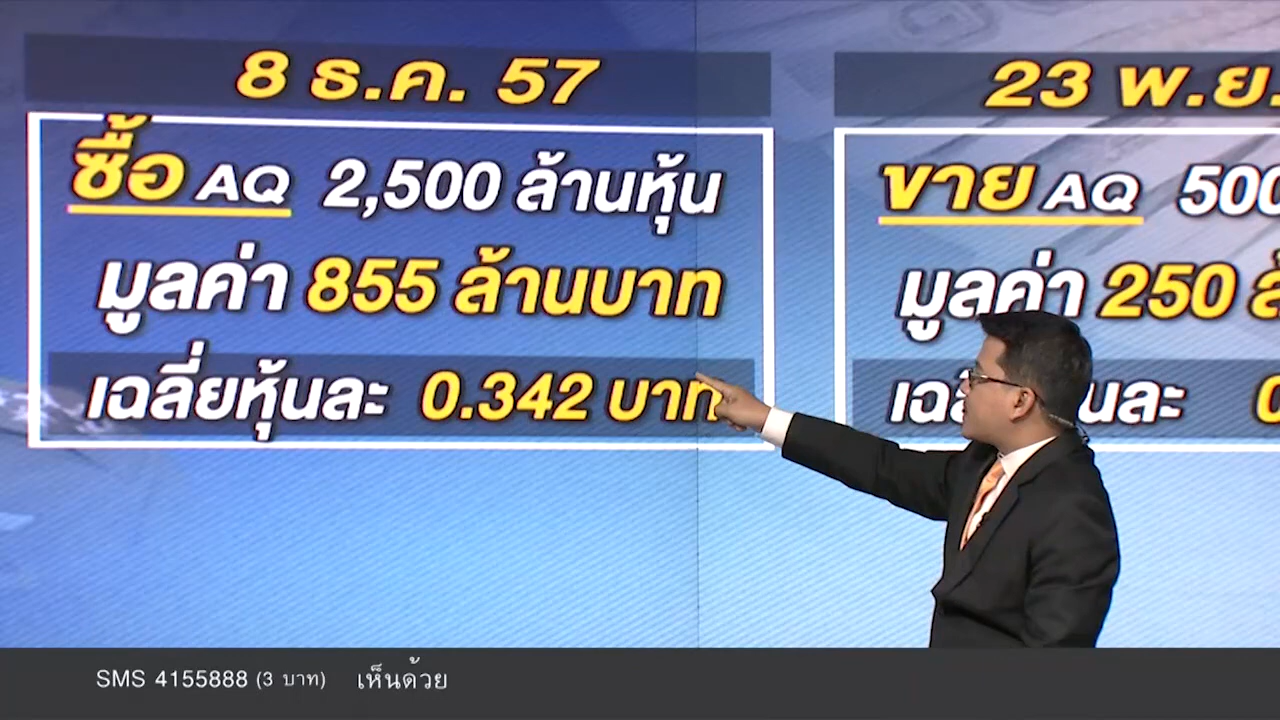 8 ธ.ค. 57
ซื้อ AQ 2,500 ล้านหุ้น
มูลค่า 855 ล้านบาท
เฉลี่ยหุ้นละ 0.342 บาท
23 พ.ย.
ขาย AQ 500
มูลค่า 250
SMS 4155888 (3 บาท) เห็นด้วย